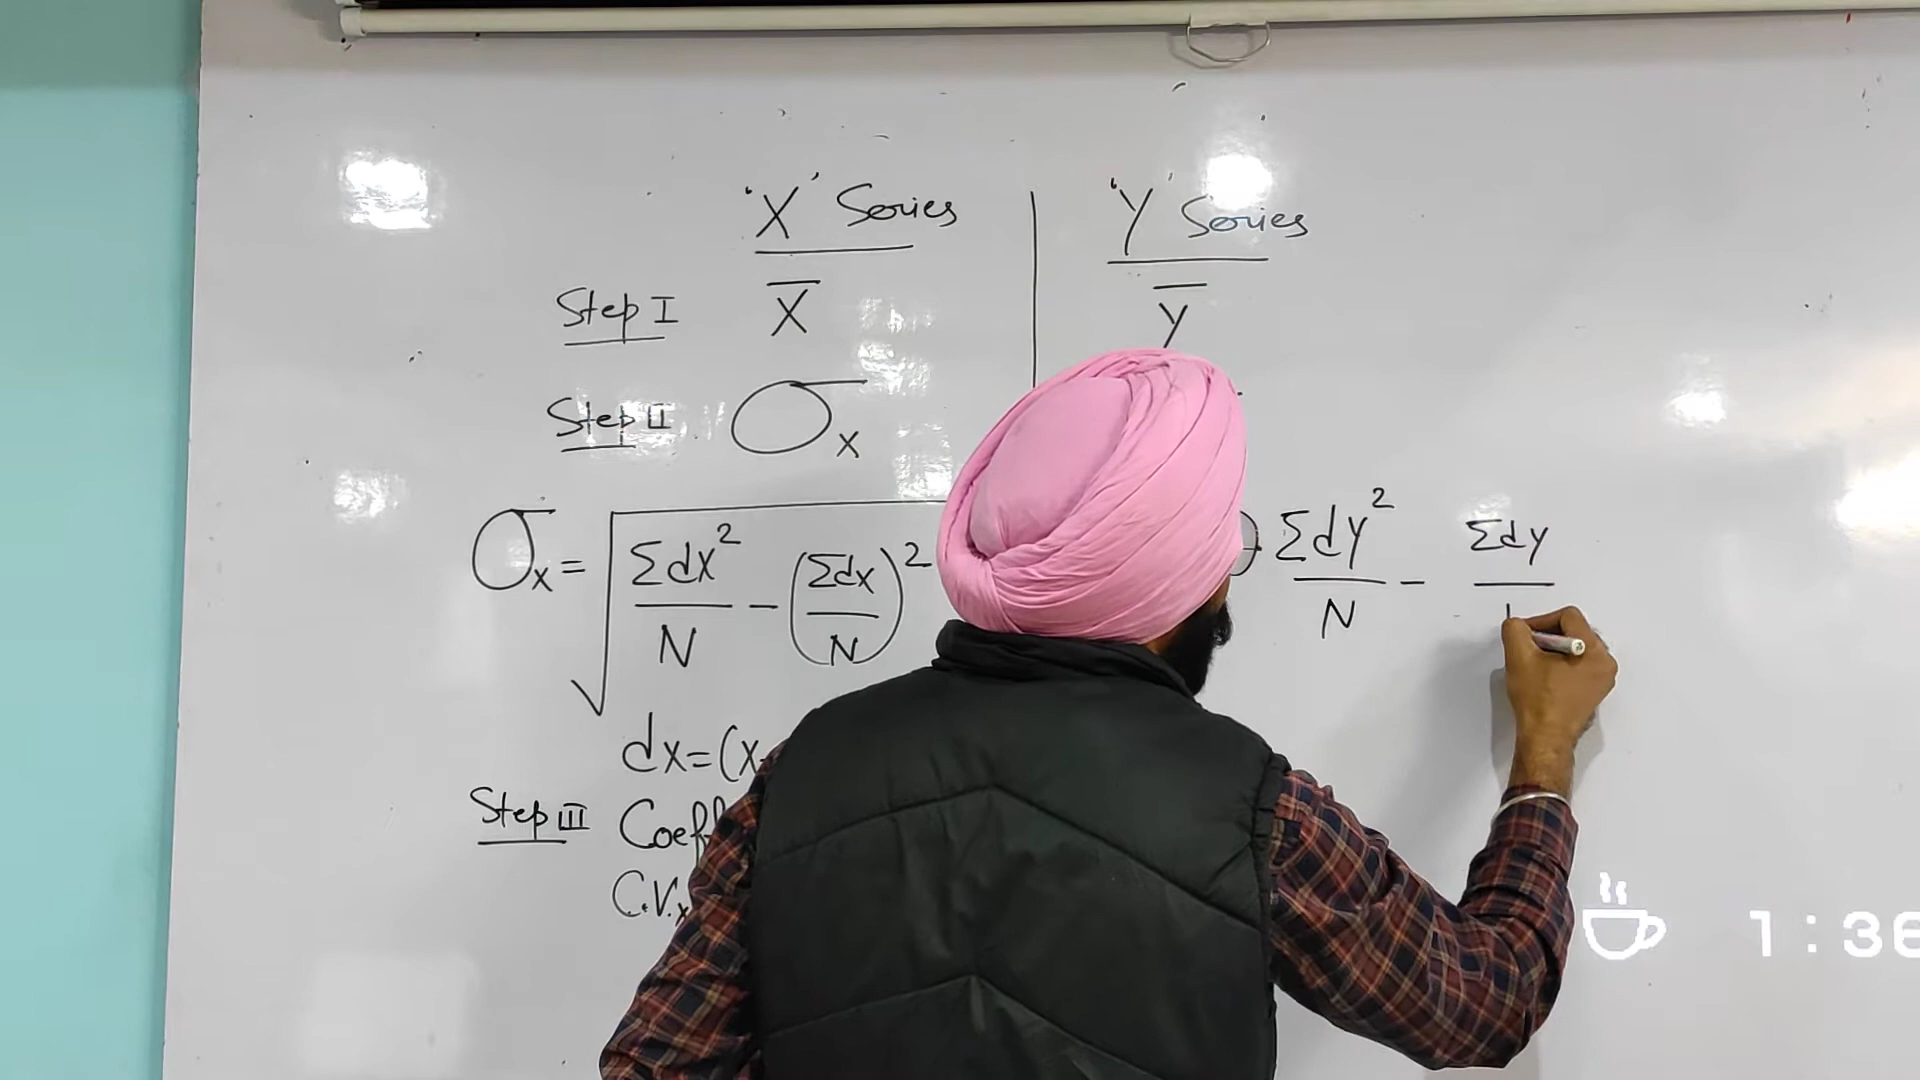 'X' Series 'Y' Series
Step I X̄ Ȳ
Step II σx
σx = √ Σdx²/N − (Σdx/N)² Σdy²/N − Σdy
dx=(x
Step III Coeff
C.V.x
1:36